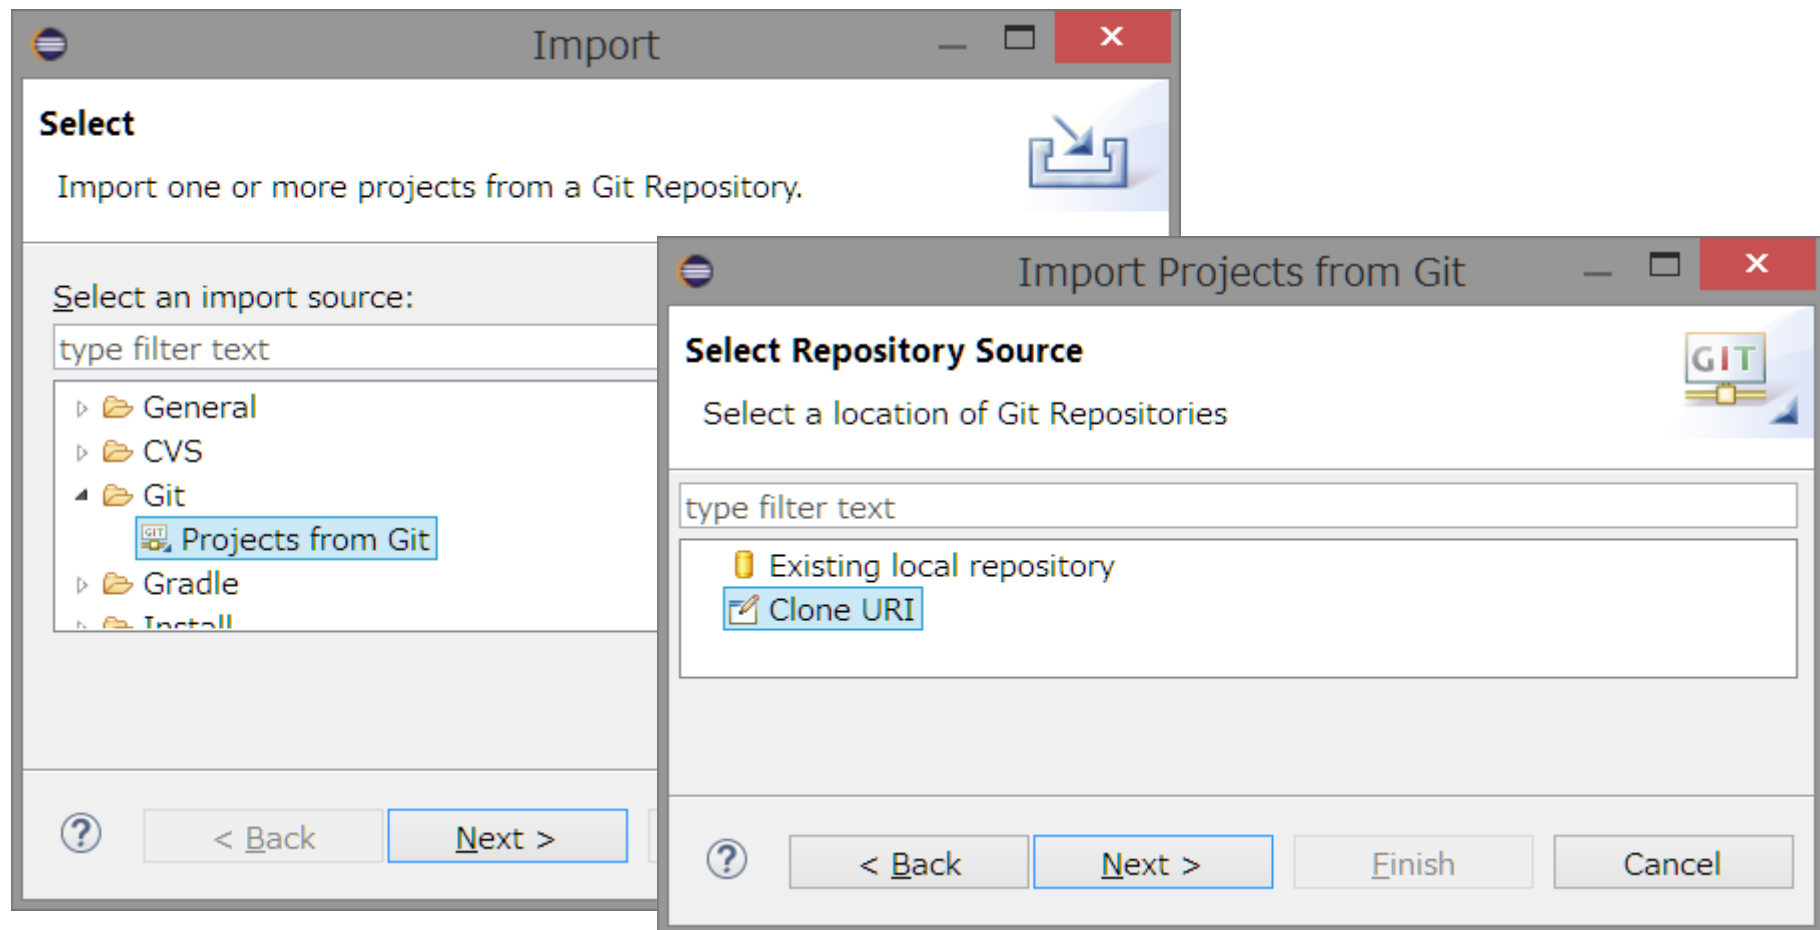 Import
Select
Import one or more projects from a Git Repository.
Select an import source:
type filter text
General
CVS
Git
GIT Projects from Git
Gradle
Install
? < Back Next >
Import Projects from Git
Select Repository Source
Select a location of Git Repositories
GIT
type filter text
Existing local repository
Clone URI
? < Back Next > Finish Cancel